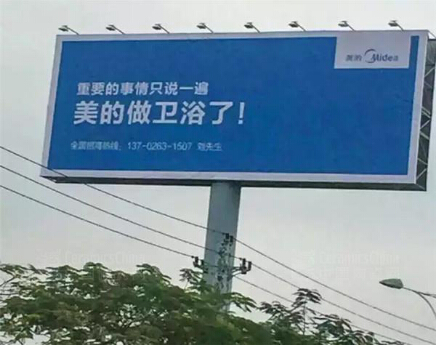 美的 Midea
重要的事情只说一遍
美的做卫浴了！
全国招商热线：137-0263-1507 刘先生